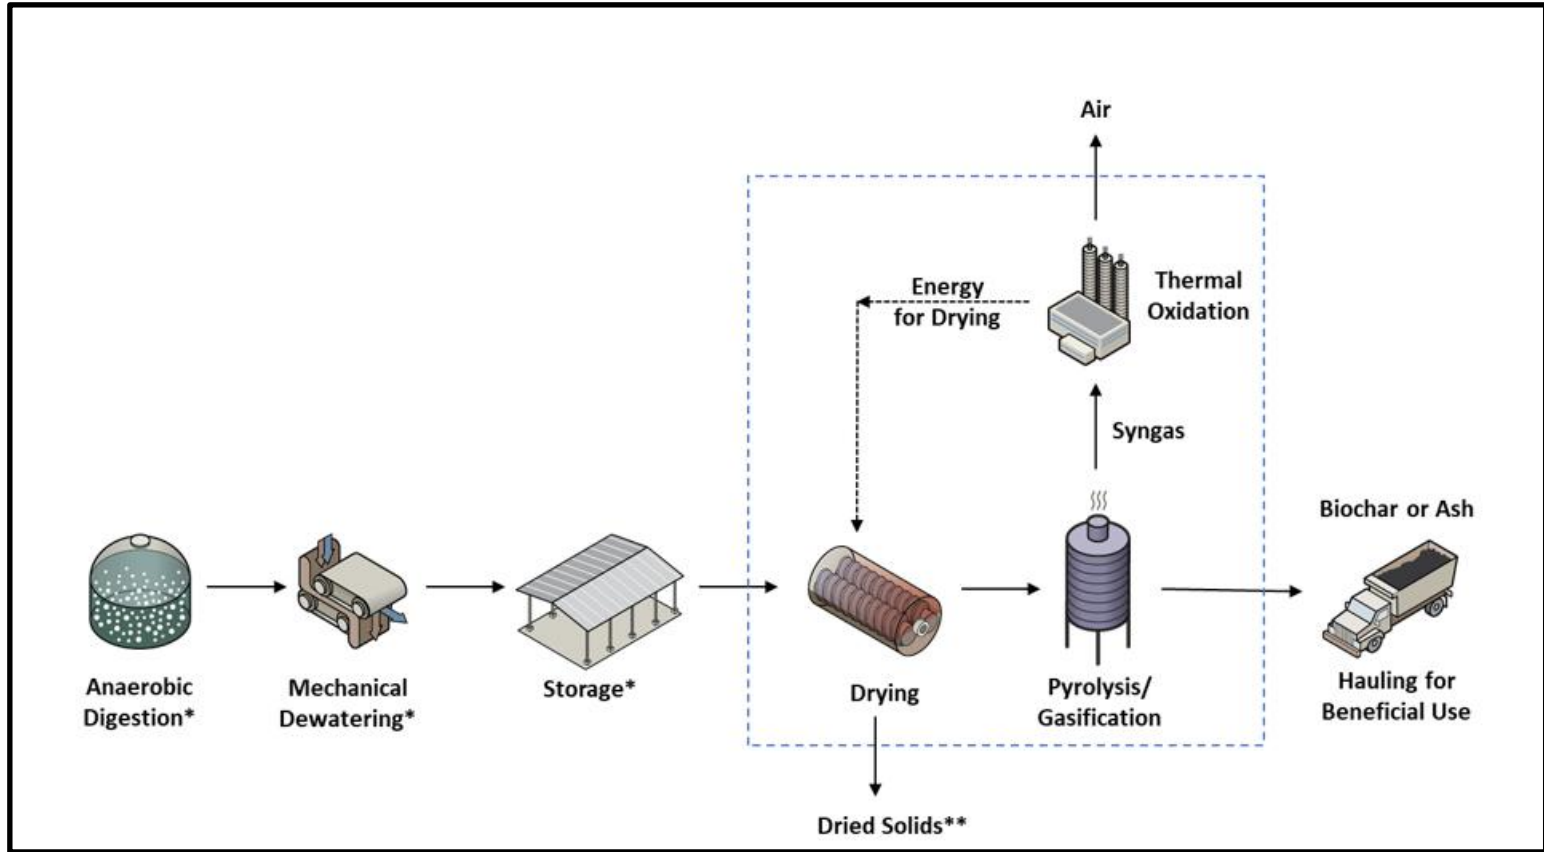 Air
Thermal
Oxidation
Energy
for Drying
Syngas
Biochar or Ash
Anaerobic
Digestion*
Mechanical
Dewatering*
Storage*
Drying
Pyrolysis/
Gasification
Hauling for
Beneficial Use
Dried Solids**